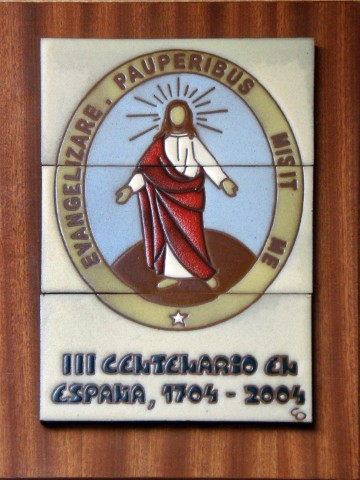 EVANGELIZARE, PAUPERIBUS MISIT ME
III CENTENARIO EN
ESPAÑA, 1704 - 2004